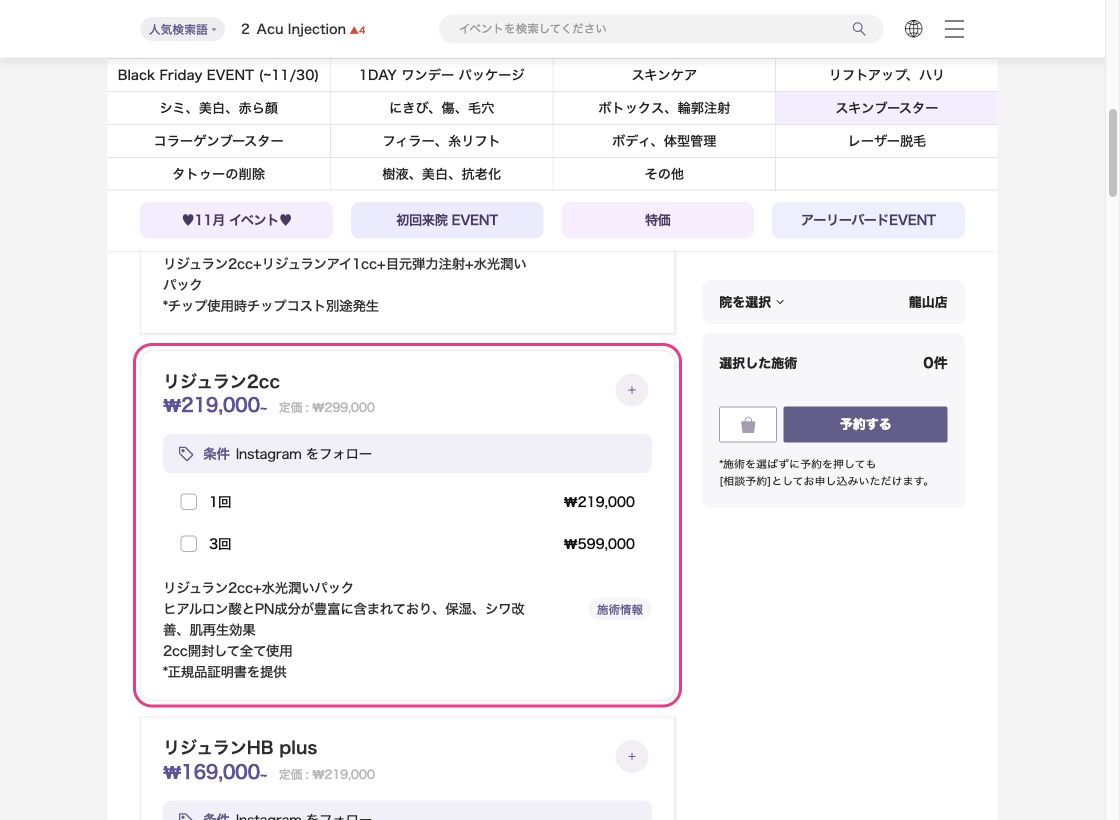 人気検索語
2 Acu Injection ▲4
イベントを検索してください
Black Friday EVENT (~11/30)
1DAY ワンデー パッケージ
スキンケア
リフトアップ、ハリ
シミ、美白、赤ら顔
にきび、傷、毛穴
ボトックス、輪郭注射
スキンブースター
コラーゲンブースター
フィラー、糸リフト
ボディ、体型管理
レーザー脱毛
タトゥーの削除
樹液、美白、抗老化
その他
♥11月 イベント♥
初回来院 EVENT
特価
アーリーバードEVENT
リジュラン2cc+リジュランアイ1cc+目元弾力注射+水光潤い
パック
*チップ使用時チップコスト別途発生
リジュラン2cc
+
₩219,000~ 定価 : ₩299,000
条件 Instagram をフォロー
1回 ₩219,000
3回 ₩599,000
リジュラン2cc+水光潤いパック
ヒアルロン酸とPN成分が豊富に含まれており、保湿、シワ改
善、肌再生効果
2cc開封して全て使用
*正規品証明書を提供
施術情報
リジュランHB plus
+
₩169,000~ 定価 : ₩219,000
条件 Instagram をフォロー
院を選択 龍山店
選択した施術 0件
予約する
*施術を選ばずに予約を押しても
[相談予約]としてお申し込みいただけます。